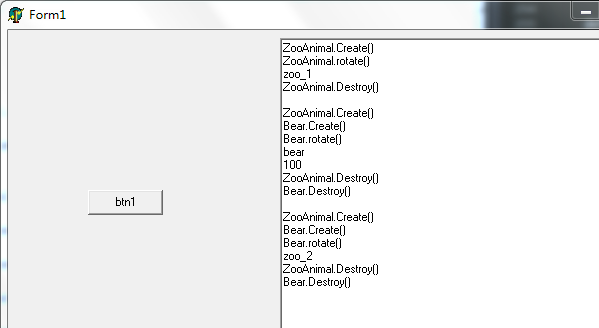 Form1
ZooAnimal.Create()
ZooAnimal.rotate()
zoo_1
ZooAnimal.Destroy()
ZooAnimal.Create()
Bear.Create()
Bear.rotate()
bear
100
ZooAnimal.Destroy()
Bear.Destroy()
btn1
ZooAnimal.Create()
Bear.Create()
Bear.rotate()
zoo_2
ZooAnimal.Destroy()
Bear.Destroy()